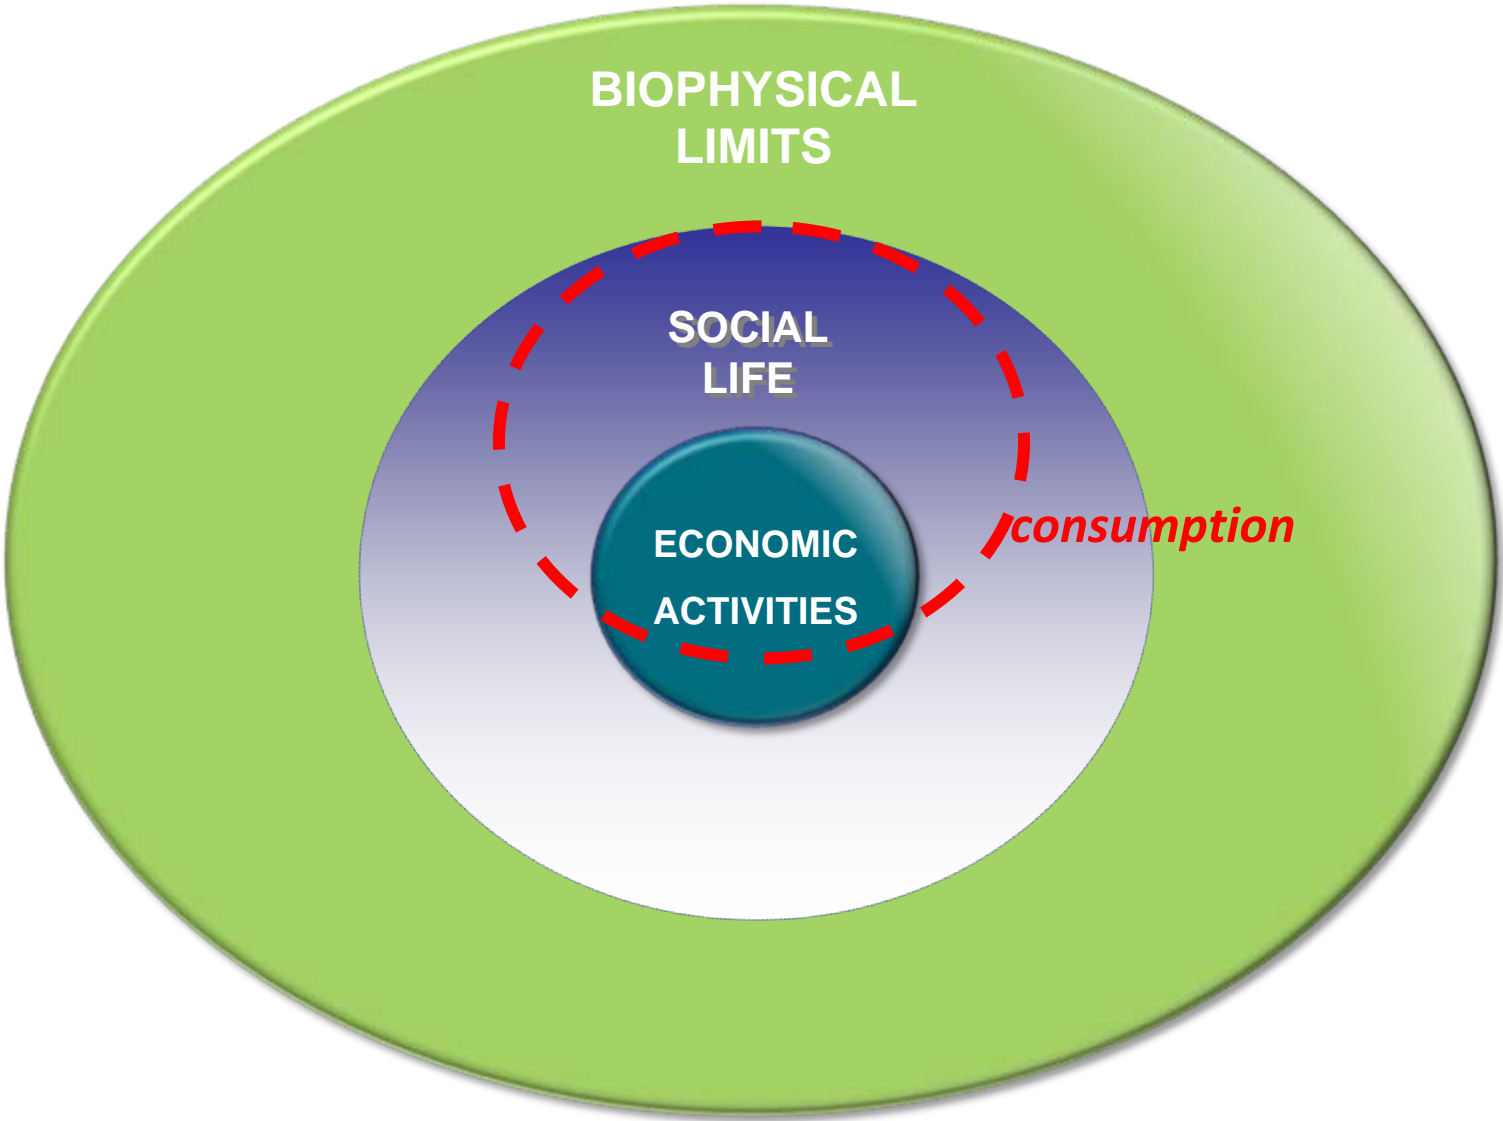 BIOPHYSICAL
LIMITS
SOCIAL
LIFE
consumption
ECONOMIC
ACTIVITIES